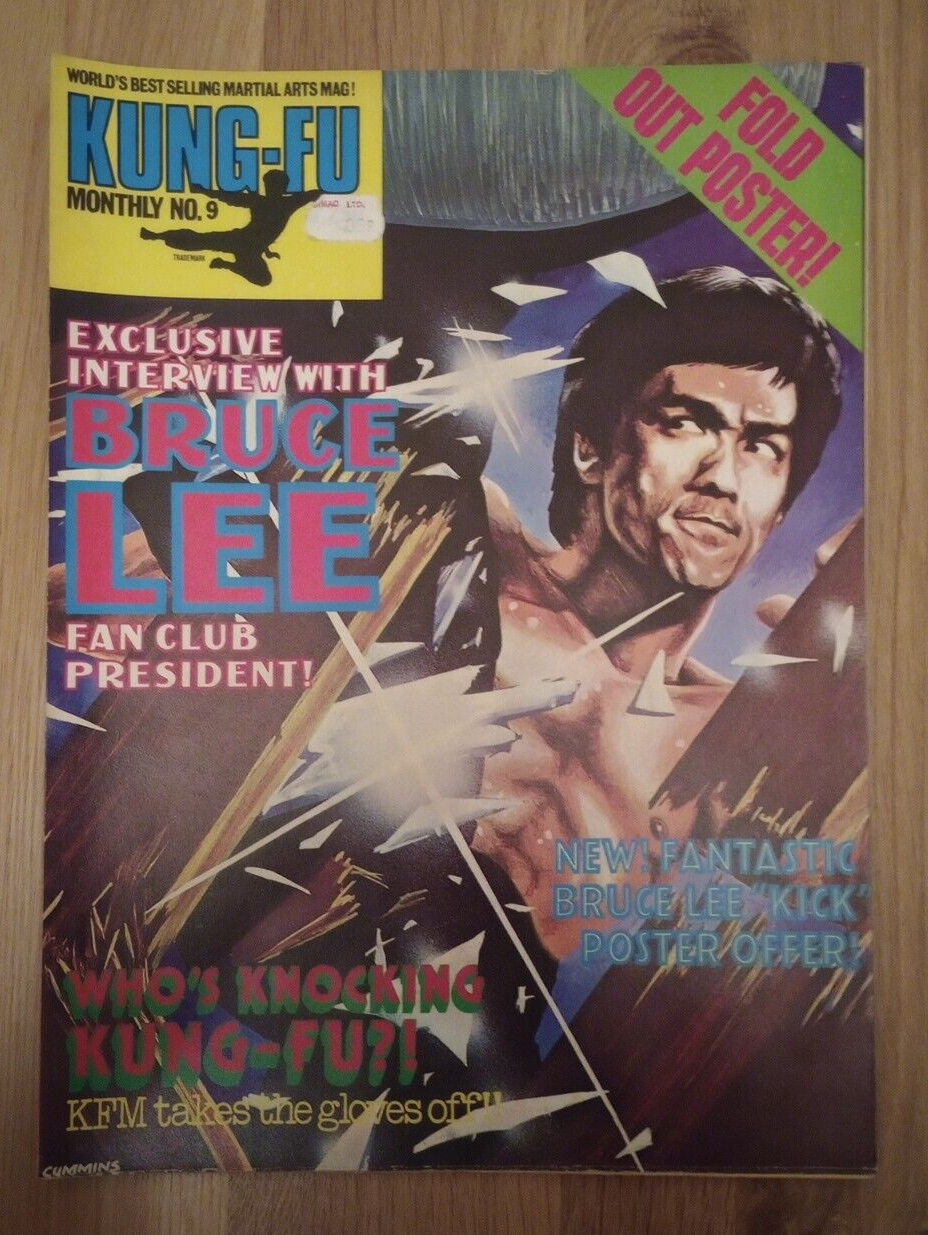 WORLD'S BEST SELLING MARTIAL ARTS MAG!
KUNG-FU
MONTHLY NO. 9
LTD.
TRADEMARK
FOLD
OUT POSTER!
EXCLUSIVE
INTERVIEW WITH
BRUCE
LEE
FAN CLUB
PRESIDENT!
NEW! FANTASTIC
BRUCE LEE "KICK"
POSTER OFFER!
WHO'S KNOCKING
KUNG-FU?!
KFM takes the gloves off!!
CUMMINS